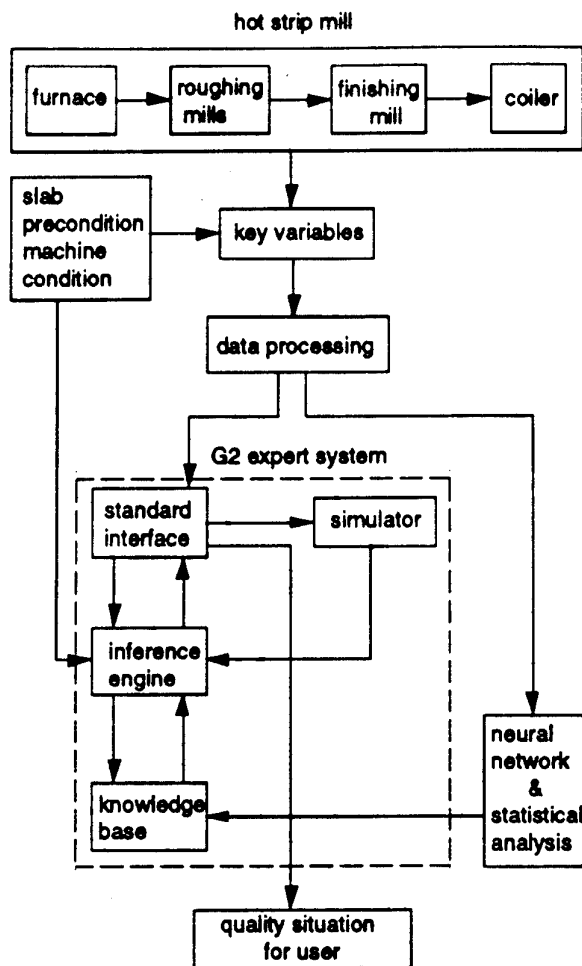 hot strip mill
furnace
roughing
mills
finishing
mill
coiler
slab
precondition
machine
condition
key variables
data processing
G2 expert system
standard
interface
simulator
inference
engine
knowledge
base
neural
network
&
statistical
analysis
quality situation
for user